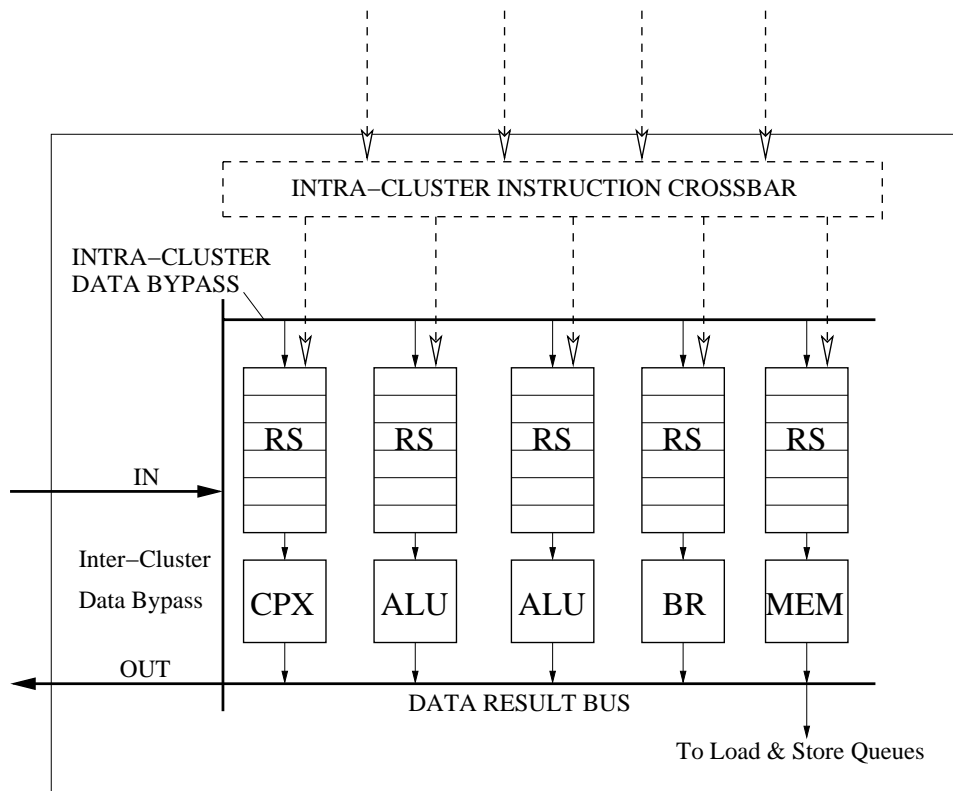 INTRA−CLUSTER INSTRUCTION CROSSBAR
INTRA−CLUSTER
DATA BYPASS
RS RS RS RS RS
IN
Inter−Cluster
Data Bypass
CPX ALU ALU BR MEM
OUT
DATA RESULT BUS
To Load & Store Queues